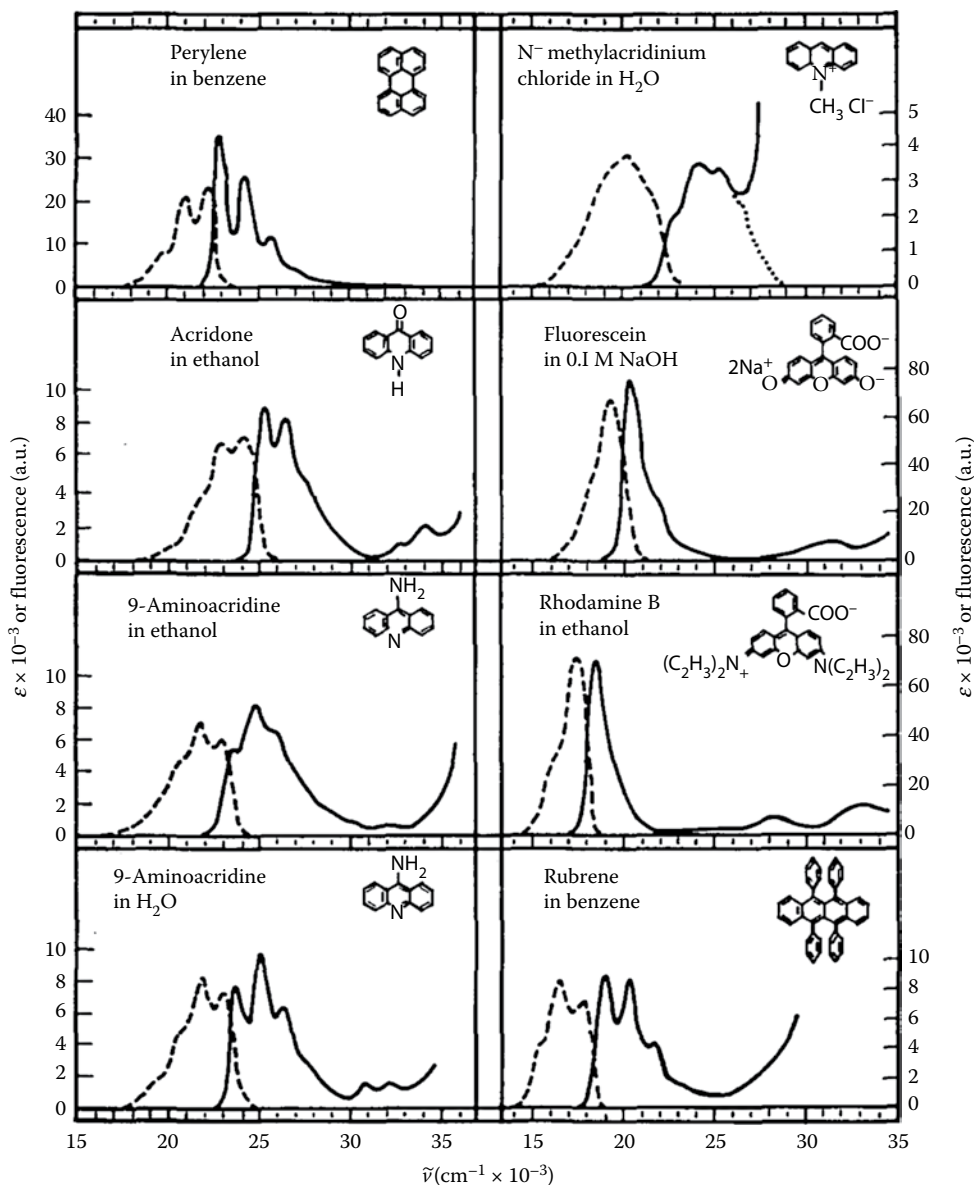 Perylene
in benzene
40
30
20
10
0
N⁻ methylacridinium
chloride in H₂O
N⁺
CH₃ Cl⁻
5
4
3
2
1
0
Acridone
in ethanol
O
N
H
10
8
6
4
2
0
Fluorescein
in 0.I M NaOH
COO⁻
2Na⁺
O O O⁻
80
60
40
20
0
9-Aminoacridine
in ethanol
NH₂
N
10
8
6
4
2
0
Rhodamine B
in ethanol
COO⁻
O
(C₂H₃)₂N₊ N(C₂H₃)₂
80
60
40
20
0
9-Aminoacridine
in H₂O
NH₂
N
10
8
6
4
2
0
Rubrene
in benzene
10
8
6
4
2
0
15 20 25 30 35 15 20 25 30 35
ε × 10⁻³ or fluorescence (a.u.)
ε × 10⁻³ or fluorescence (a.u.)
ṽ(cm⁻¹ × 10⁻³)